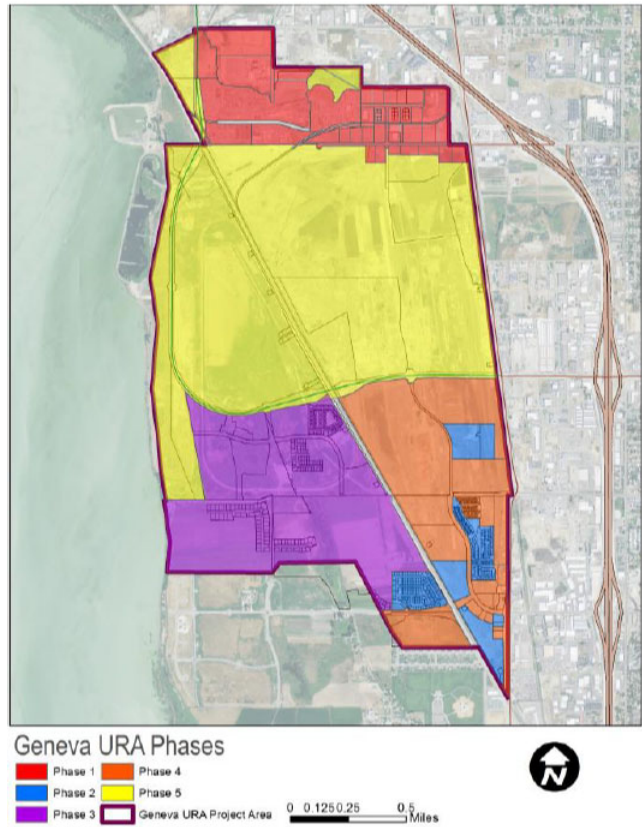 Geneva URA Phases
Phase 1 Phase 4
Phase 2 Phase 5
Phase 3 Geneva URA Project Area
0 0.125 0.25 0.5 Miles
N